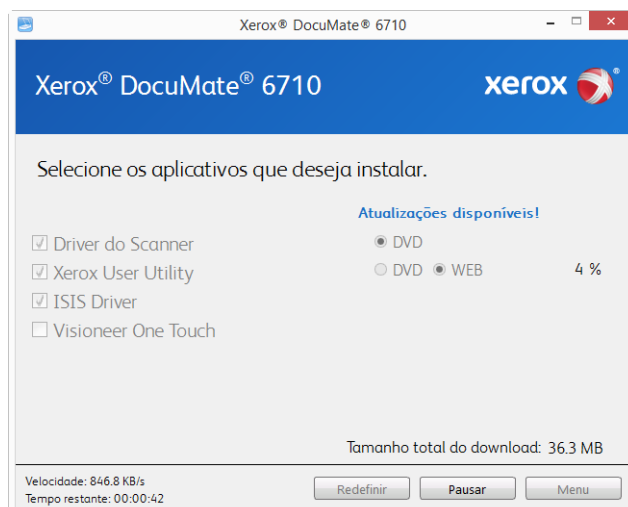 Xerox® DocuMate® 6710
Xerox® DocuMate® 6710
xerox®
Selecione os aplicativos que deseja instalar.
Atualizações disponíveis!
Driver do Scanner
DVD
Xerox User Utility
DVD WEB 4 %
ISIS Driver
Visioneer One Touch
Tamanho total do download: 36.3 MB
Velocidade: 846.8 KB/s
Tempo restante: 00:00:42
Redefinir Pausar Menu